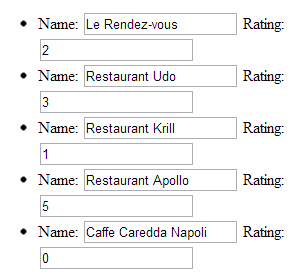 Name: Le Rendez-vous Rating:
2
Name: Restaurant Udo Rating:
3
Name: Restaurant Krill Rating:
1
Name: Restaurant Apollo Rating:
5
Name: Caffe Caredda Napoli Rating:
0